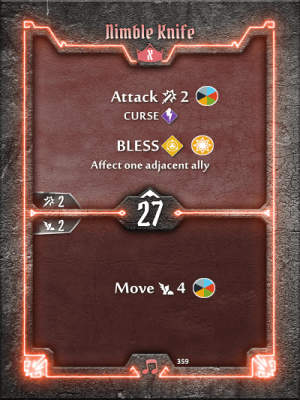 Nimble Knife
X
Attack 2
CURSE
BLESS
Affect one adjacent ally
2
27
2
Move 4
359